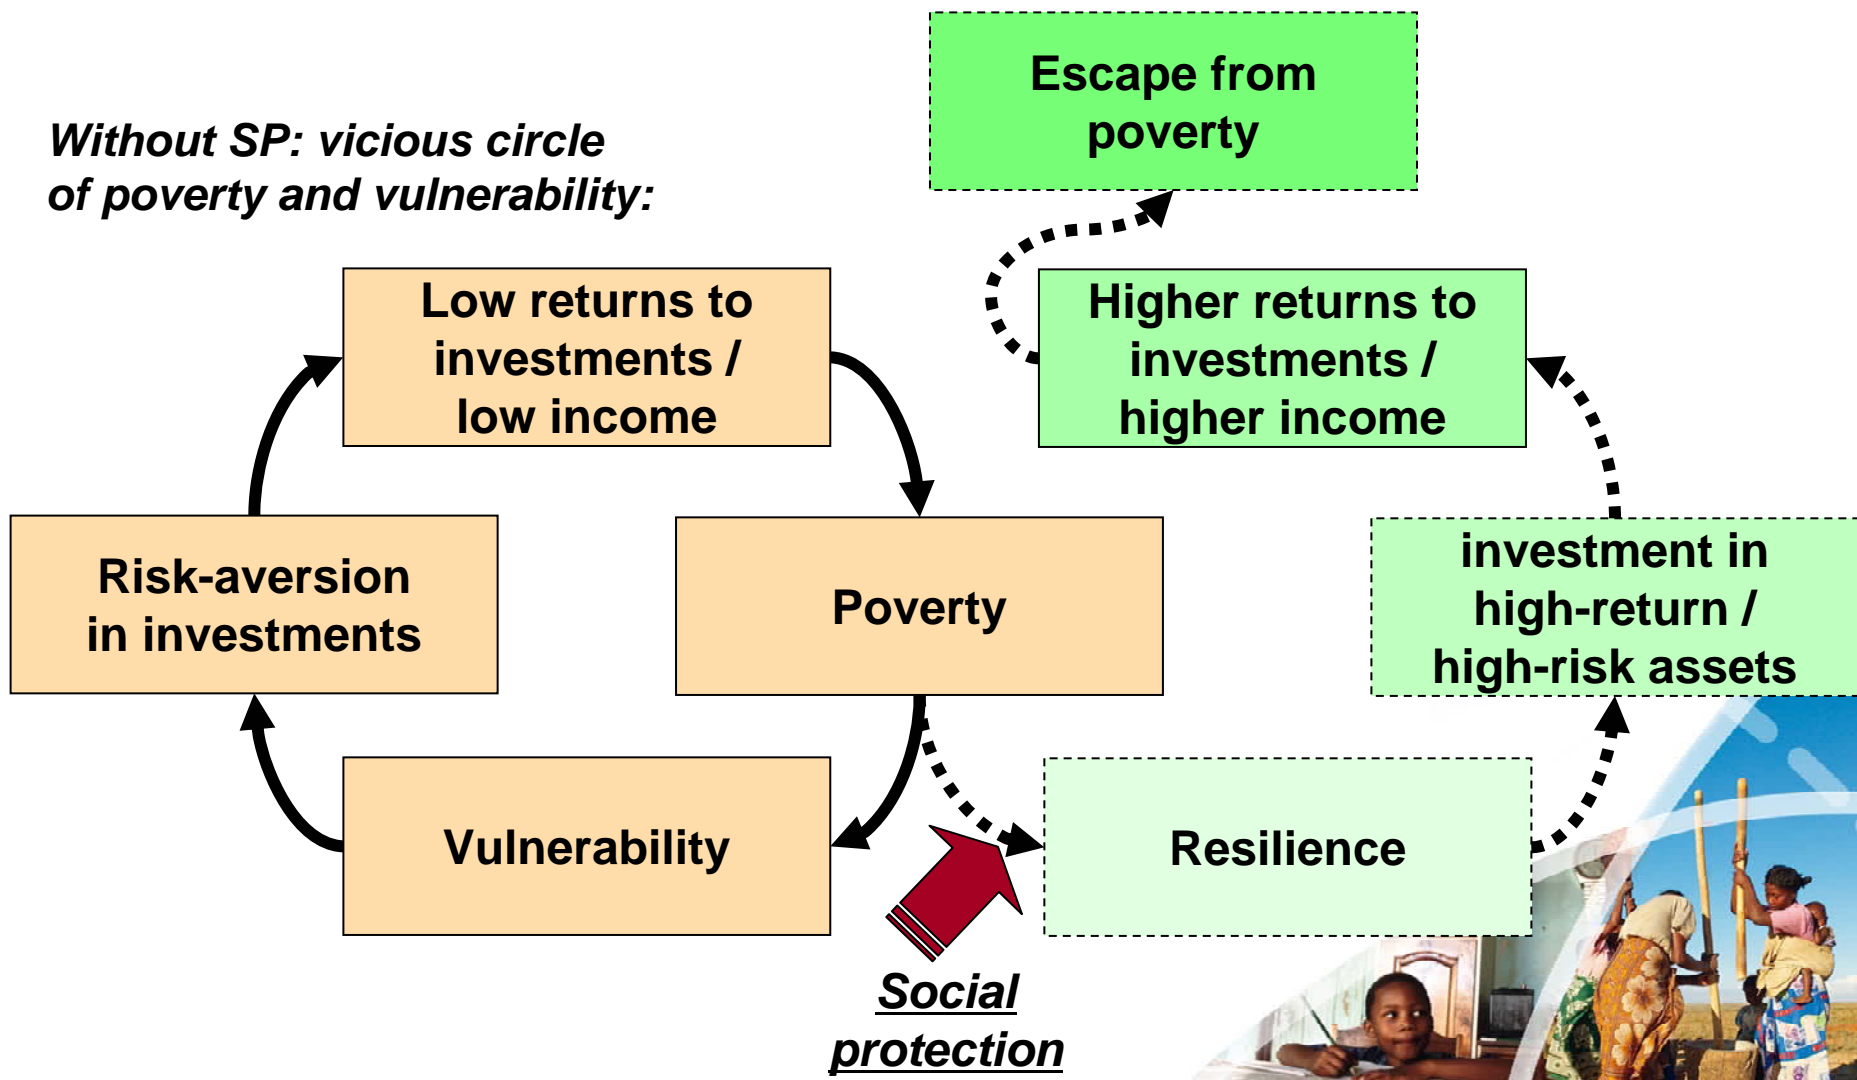 Without SP: vicious circle
of poverty and vulnerability:
Escape from
poverty
Low returns to
investments /
low income
Higher returns to
investments /
higher income
Risk-aversion
in investments
Poverty
investment in
high-return /
high-risk assets
Vulnerability
Resilience
Social
protection